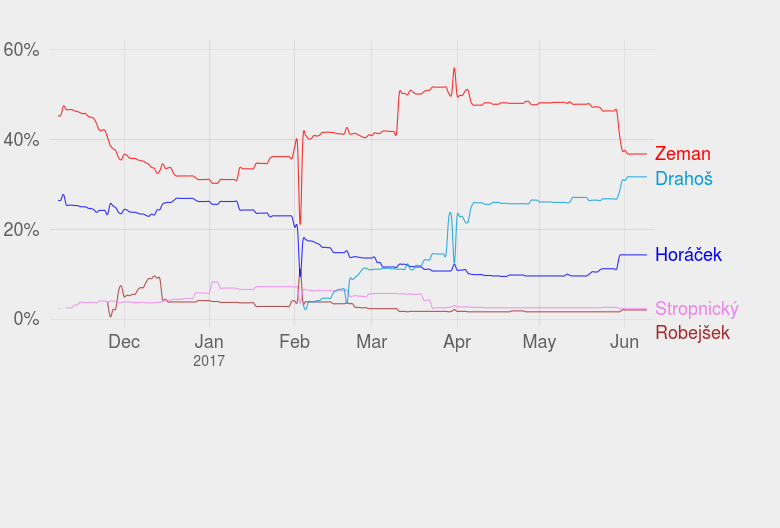 60%
40%
20%
0%
Zeman
Drahoš
Horáček
Stropnický
Robejšek
Dec Jan Feb Mar Apr May Jun
2017